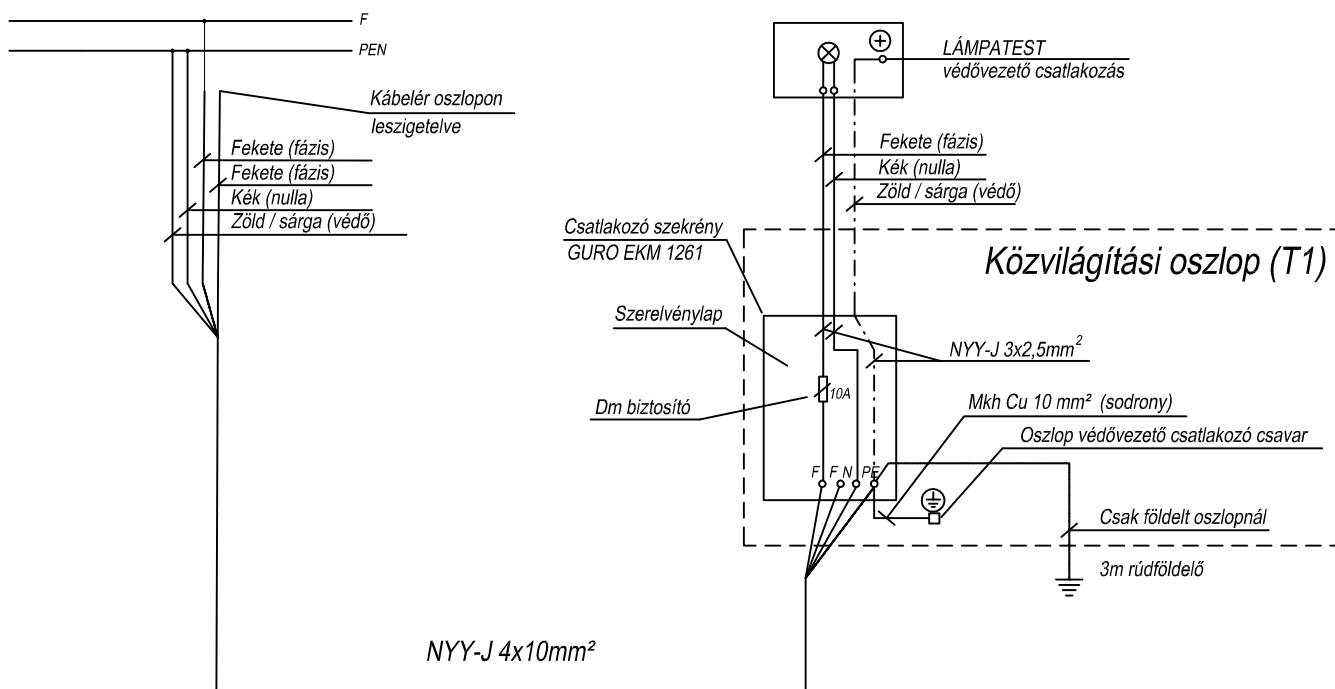 F
PEN
Kábelér oszlopon
leszigetelve
Fekete (fázis)
Fekete (fázis)
Kék (nulla)
Zöld / sárga (védő)
LÁMPATEST
védővezető csatlakozás
Fekete (fázis)
Kék (nulla)
Zöld / sárga (védő)
Csatlakozó szekrény
GURO EKM 1261
Közvilágítási oszlop (T1)
Szerelvénylap
NYY-J 3x2,5mm²
Dm biztosító
10A
Mkh Cu 10 mm² (sodrony)
Oszlop védővezető csatlakozó csavar
F F N PE
Csak földelt oszlopnál
3m rúdföldelő
NYY-J 4x10mm²